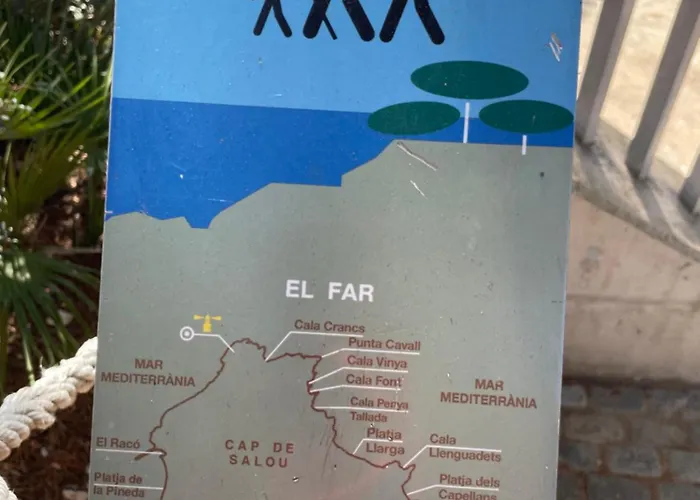 EL FAR
Cala Crancs
Punta Cavall
Cala Vinya
Cala Font
Cala Penya
Tallada
MAR
MEDITERRÀNIA
MAR
MEDITERRÀNIA
Platja
Llarga
Cala
Llenguadets
El Racó
CAP DE
SALOU
Platja de
la Pineda
Platja dels
Capellans